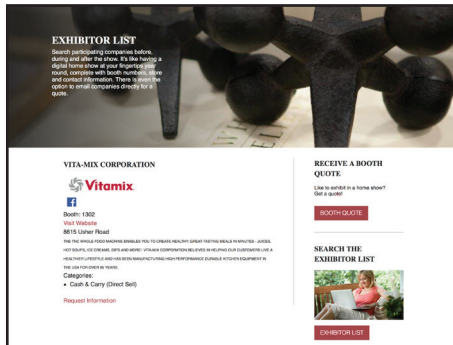 EXHIBITOR LIST
Search participating companies before,
during and after the show. It's like having a
digital home show at your fingertips year
round, complete with booth numbers, store
and contact information. There is even the
option to email companies directly for a
quote.
VITA-MIX CORPORATION
Vitamix
Booth: 1302
Visit Website
8615 Usher Road
THE TNC WHOLE FOOD MACHINE ENABLES YOU TO CREATE HEALTHY, GREAT-TASTING MEALS IN MINUTES - JUICES,
HOT SOUPS, ICE CREAMS, DIPS AND MORE! VITA-MIX CORPORATION BELIEVES IN HELPING OUR CUSTOMERS LIVE A
HEALTHIER LIFESTYLE AND HAS BEEN MANUFACTURING HIGH PERFORMANCE DURABLE KITCHEN EQUIPMENT IN
THE USA FOR OVER 85 YEARS.
Categories:
• Cash & Carry (Direct Sell)
Request Information
RECEIVE A BOOTH
QUOTE
Like to exhibit in a home show?
Get a quote!
BOOTH QUOTE
SEARCH THE
EXHIBITOR LIST
EXHIBITOR LIST